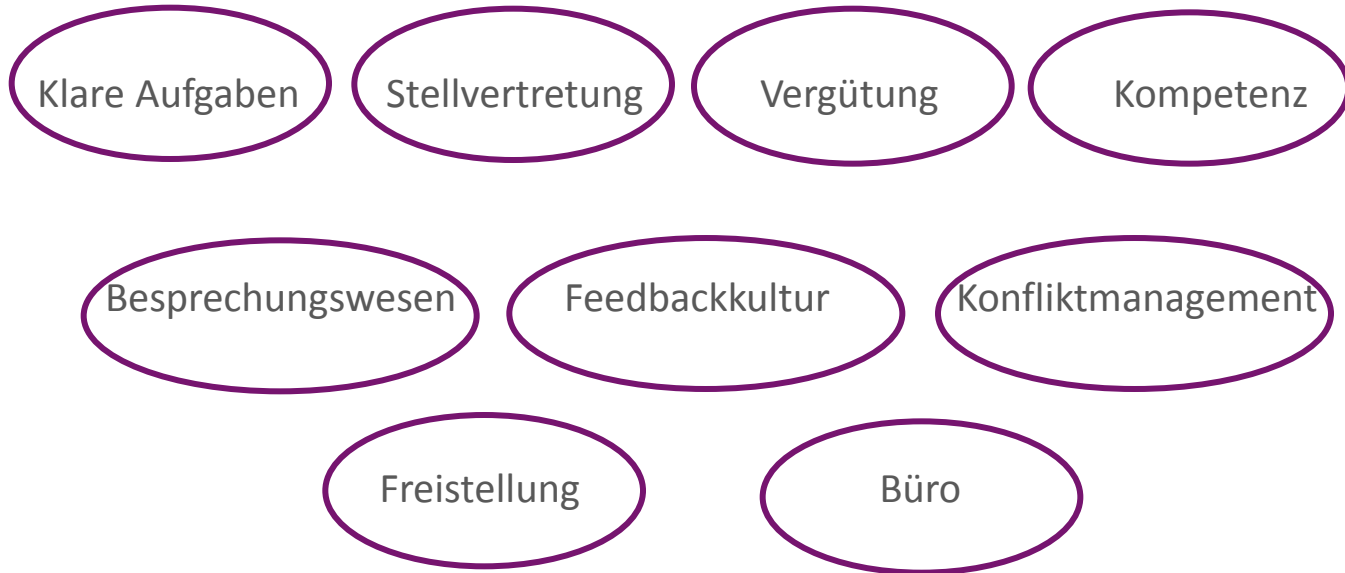 Klare Aufgaben
Stellvertretung
Vergütung
Kompetenz
Besprechungswesen
Feedbackkultur
Konfliktmanagement
Freistellung
Büro